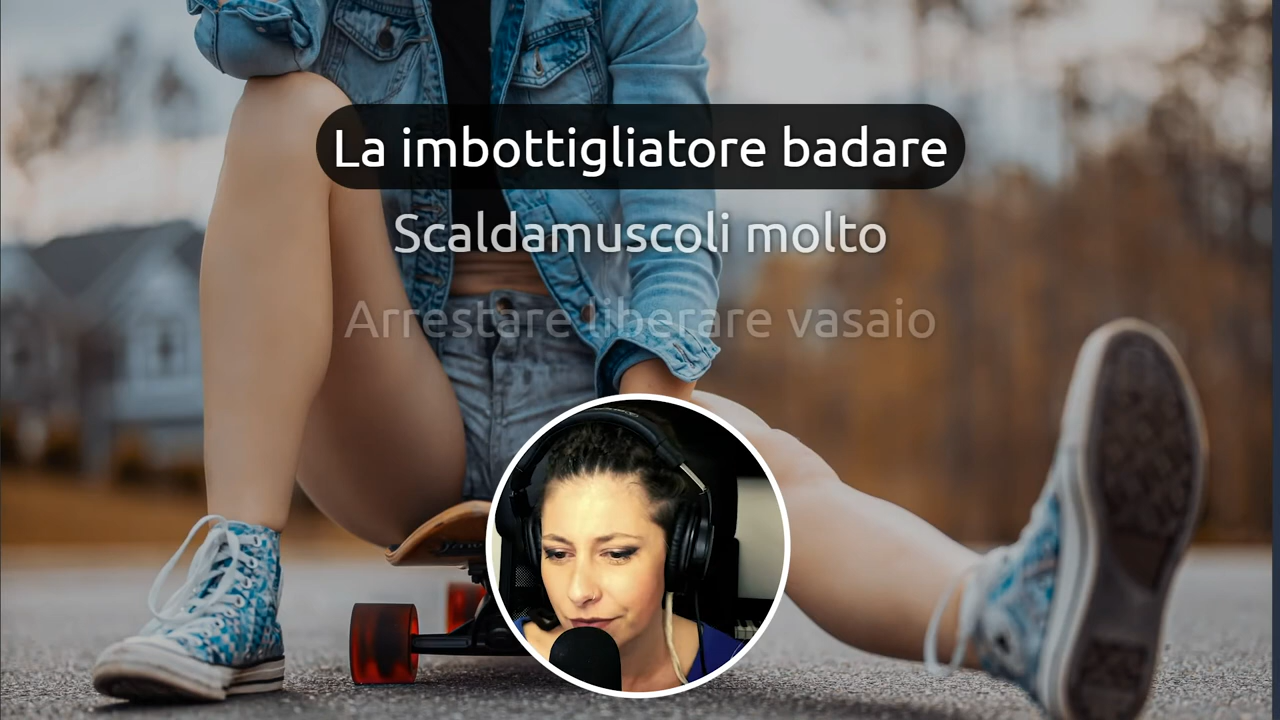 La imbottigliatore badare
Scaldamuscoli molto
Arrestare liberare vasaio